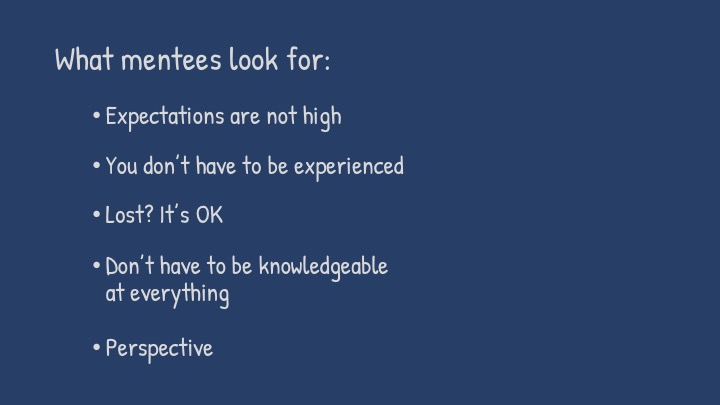 What mentees look for:
• Expectations are not high
• You don't have to be experienced
• Lost? It's OK
• Don't have to be knowledgeable
at everything
• Perspective